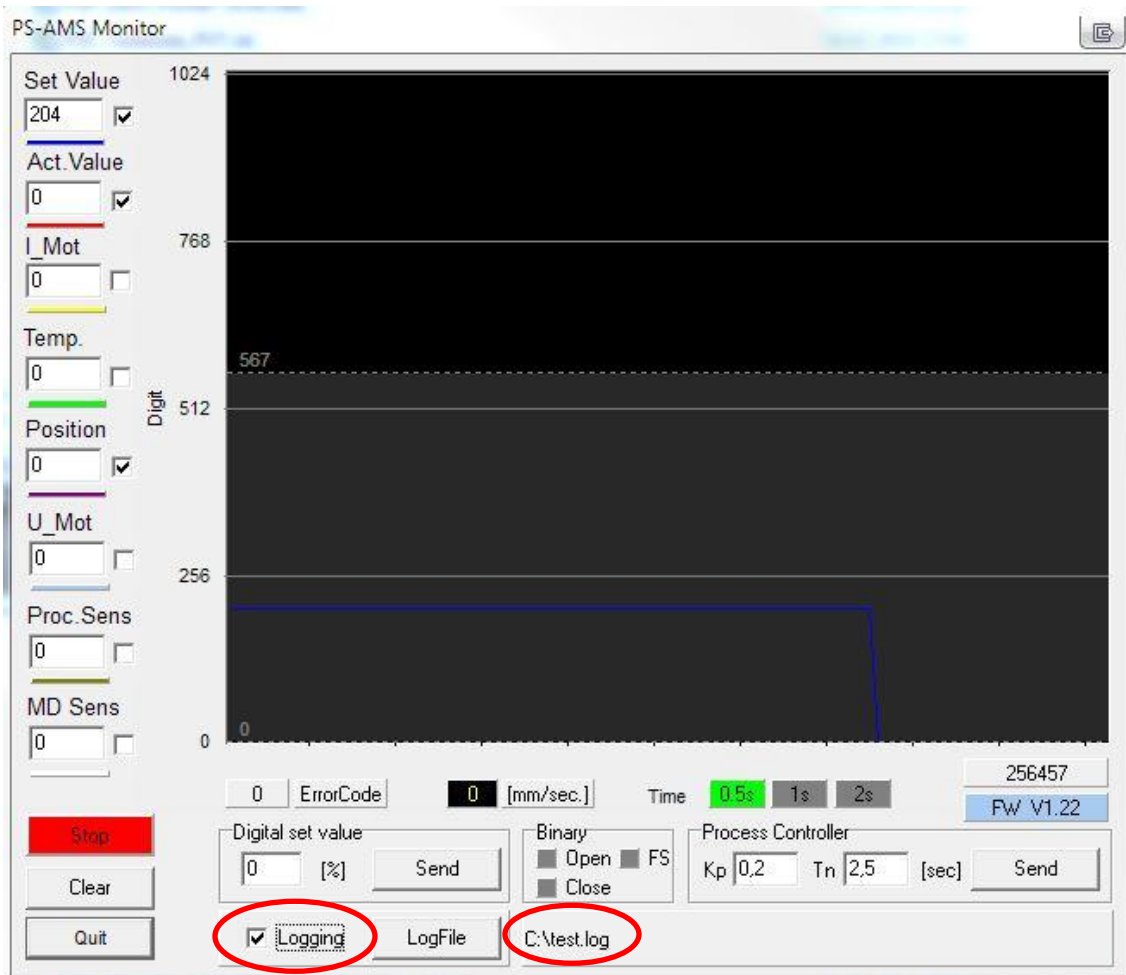 PS-AMS Monitor
Set Value
204
Act.Value
0
I_Mot
0
Temp.
0
Position
0
U_Mot
0
Proc.Sens
0
MD Sens
0
Digit
1024
768
567
512
256
0
0
0 ErrorCode 0 [mm/sec.] Time 0.5s 1s 2s
256457
FW V1.22
Stop
Clear
Quit
Digital set value
0 [%] Send
Binary
Open FS
Close
Process Controller
Kp 0,2 Tn 2,5 [sec] Send
Logging LogFile C:\test.log